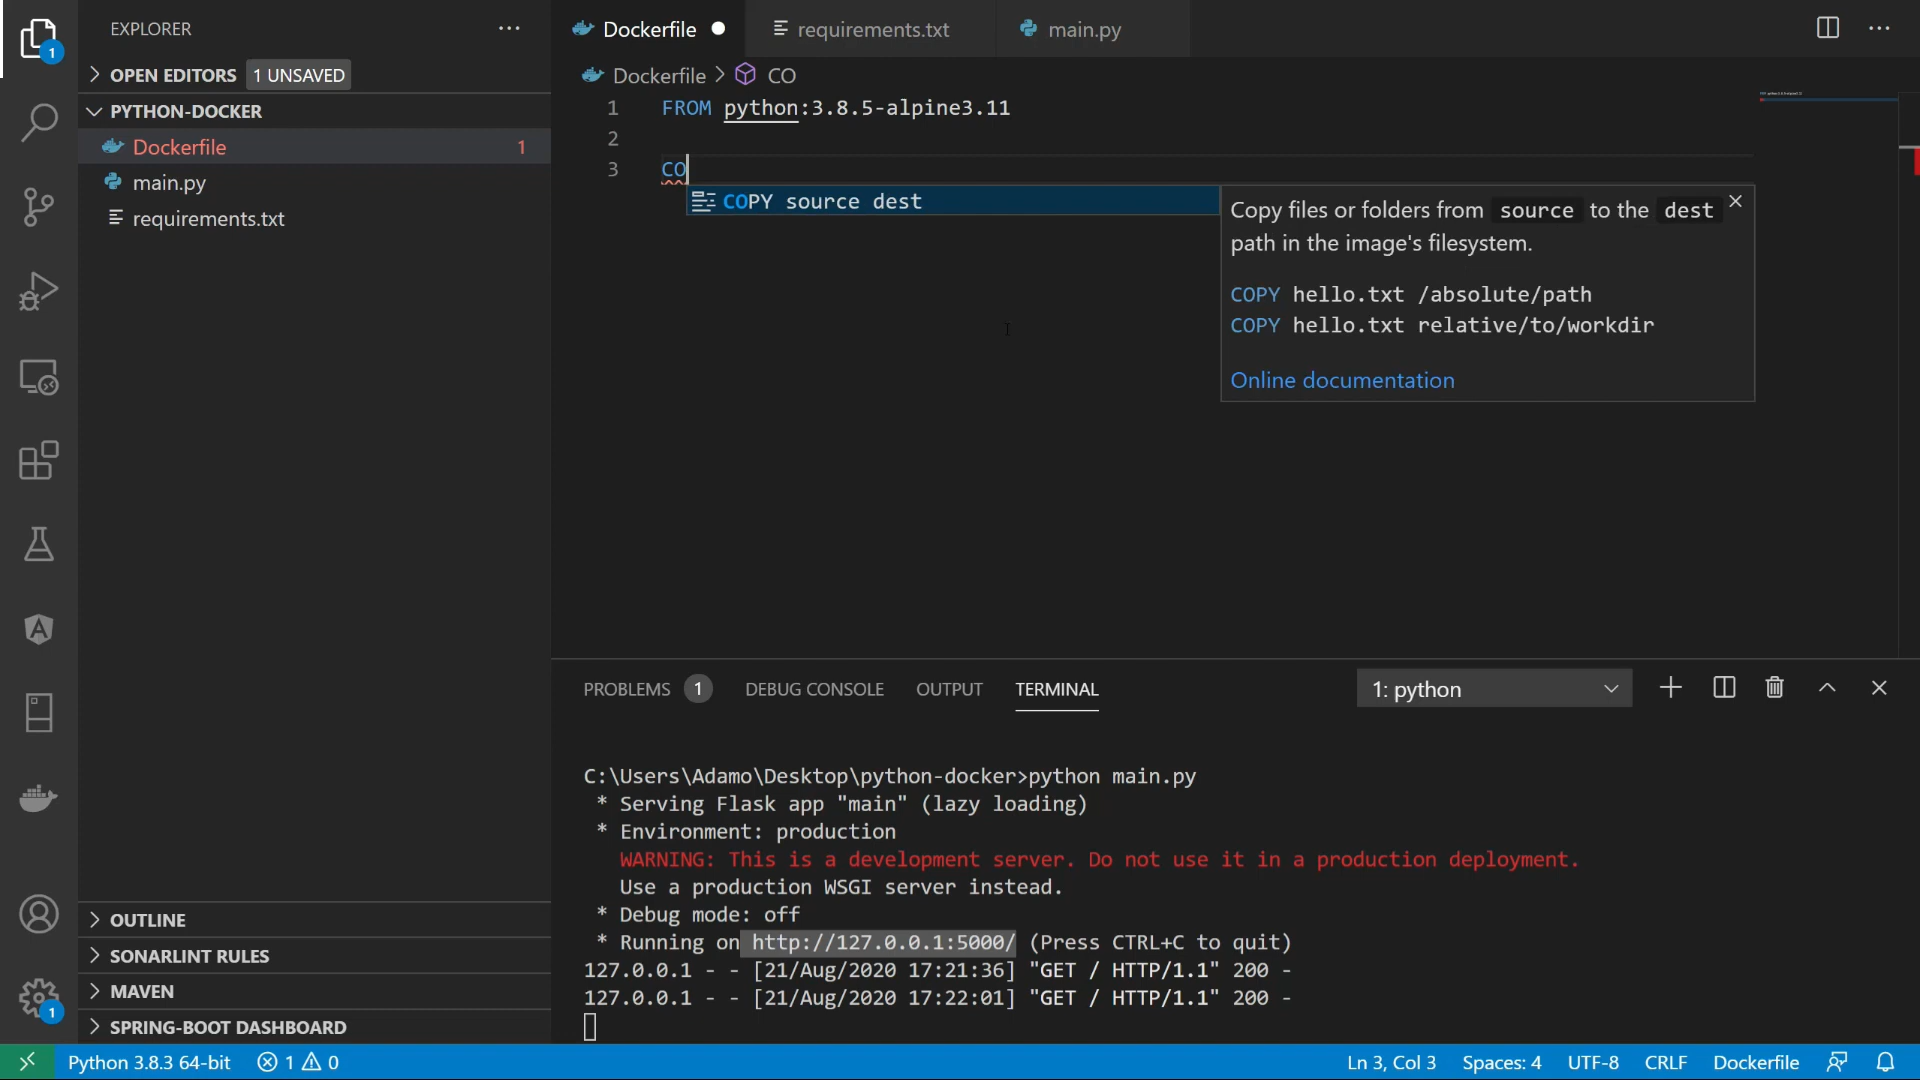 EXPLORER
1
OPEN EDITORS 1 UNSAVED
PYTHON-DOCKER
Dockerfile 1
main.py
requirements.txt
OUTLINE
SONARLINT RULES
MAVEN
SPRING-BOOT DASHBOARD
1
Dockerfile
requirements.txt
main.py
Dockerfile > CO
1 FROM python:3.8.5-alpine3.11
2
3 CO
COPY source dest
Copy files or folders from source to the dest
path in the image's filesystem.
COPY hello.txt /absolute/path
COPY hello.txt relative/to/workdir
Online documentation
PROBLEMS 1 DEBUG CONSOLE OUTPUT TERMINAL
1: python
C:\Users\Adamo\Desktop\python-docker>python main.py
* Serving Flask app "main" (lazy loading)
* Environment: production
WARNING: This is a development server. Do not use it in a production deployment.
Use a production WSGI server instead.
* Debug mode: off
* Running on http://127.0.0.1:5000/ (Press CTRL+C to quit)
127.0.0.1 - - [21/Aug/2020 17:21:36] "GET / HTTP/1.1" 200 -
127.0.0.1 - - [21/Aug/2020 17:22:01] "GET / HTTP/1.1" 200 -
Python 3.8.3 64-bit 1 0 Ln 3, Col 3 Spaces: 4 UTF-8 CRLF Dockerfile